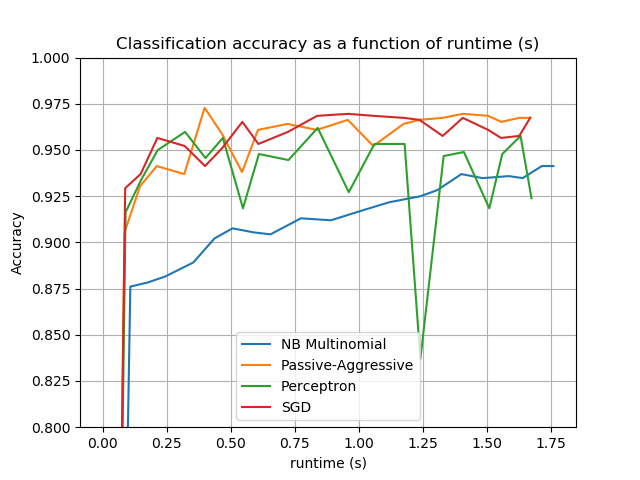 Classification accuracy as a function of runtime (s)
1.000
0.975
0.950
0.925
0.900
0.875
0.850
0.825
0.800
Accuracy
NB Multinomial
Passive-Aggressive
Perceptron
SGD
0.00 0.25 0.50 0.75 1.00 1.25 1.50 1.75
runtime (s)